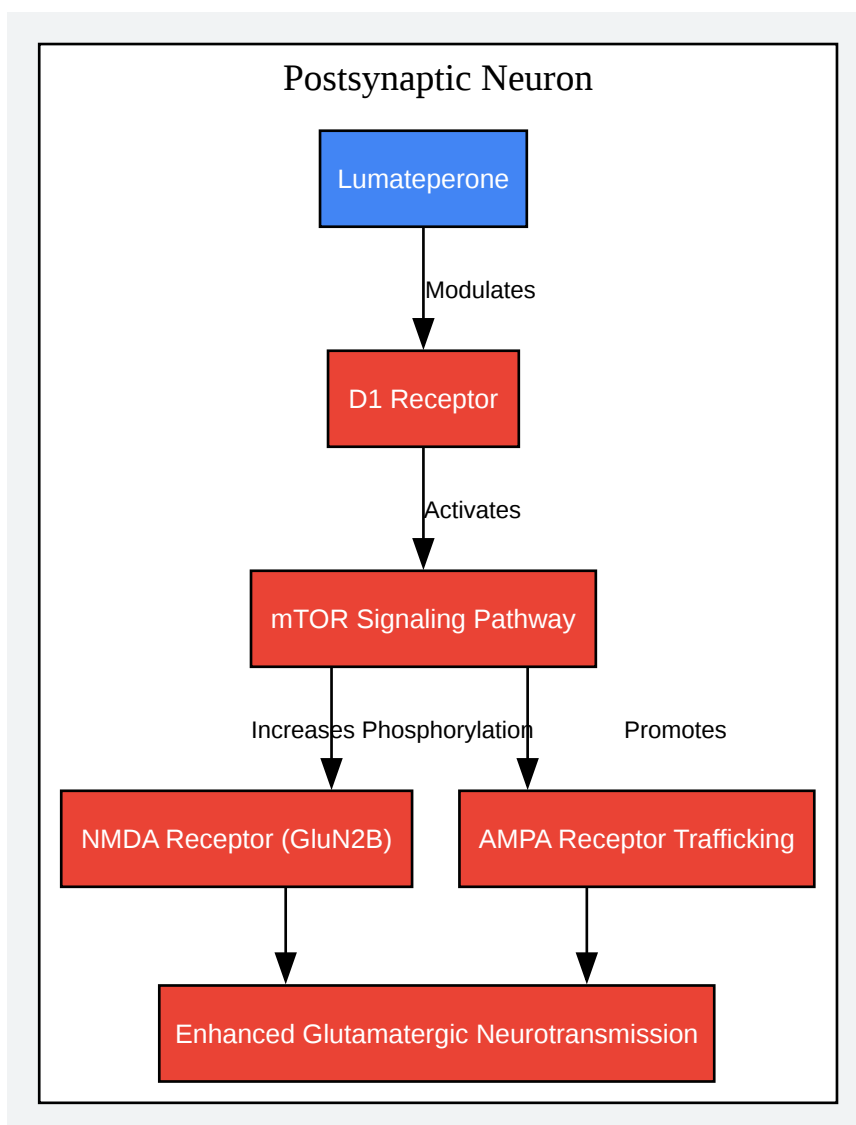 Postsynaptic Neuron
Lumateperone
Modulates
D1 Receptor
Activates
mTOR Signaling Pathway
Increases Phosphorylation
Promotes
NMDA Receptor (GluN2B)
AMPA Receptor Trafficking
Enhanced Glutamatergic Neurotransmission